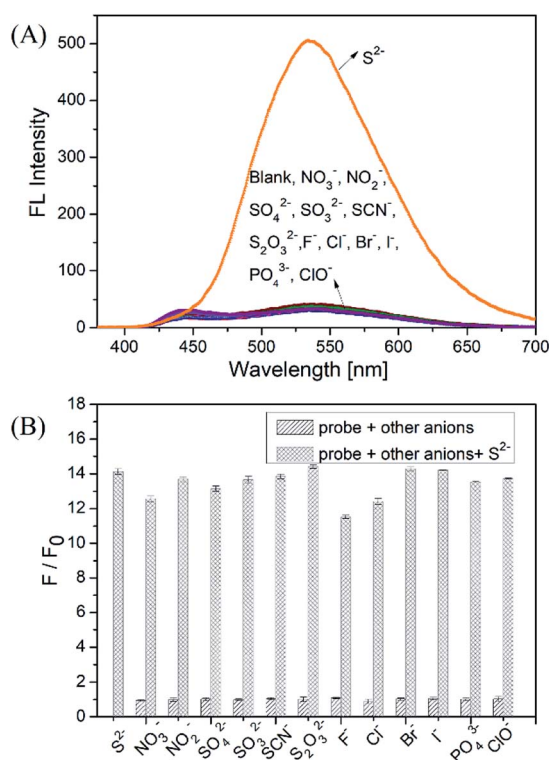 (A)
500
400
300
200
100
50
0
FL Intensity
S²⁻
Blank, NO₃⁻, NO₂⁻,
SO₄²⁻, SO₃²⁻, SCN⁻,
S₂O₃²⁻,F⁻, Cl⁻, Br⁻, I⁻,
PO₄³⁻, ClO⁻
400 450 500 550 600 650 700
Wavelength [nm]
(B)
18
16
14
12
10
8
6
4
2
0
F / F₀
probe + other anions
probe + other anions+ S²⁻
S²⁻ NO₃⁻ NO₂⁻ SO₄²⁻ SO₃²⁻ SCN⁻ S₂O₃²⁻ F⁻ Cl⁻ Br⁻ I⁻ PO₄³⁻ ClO⁻